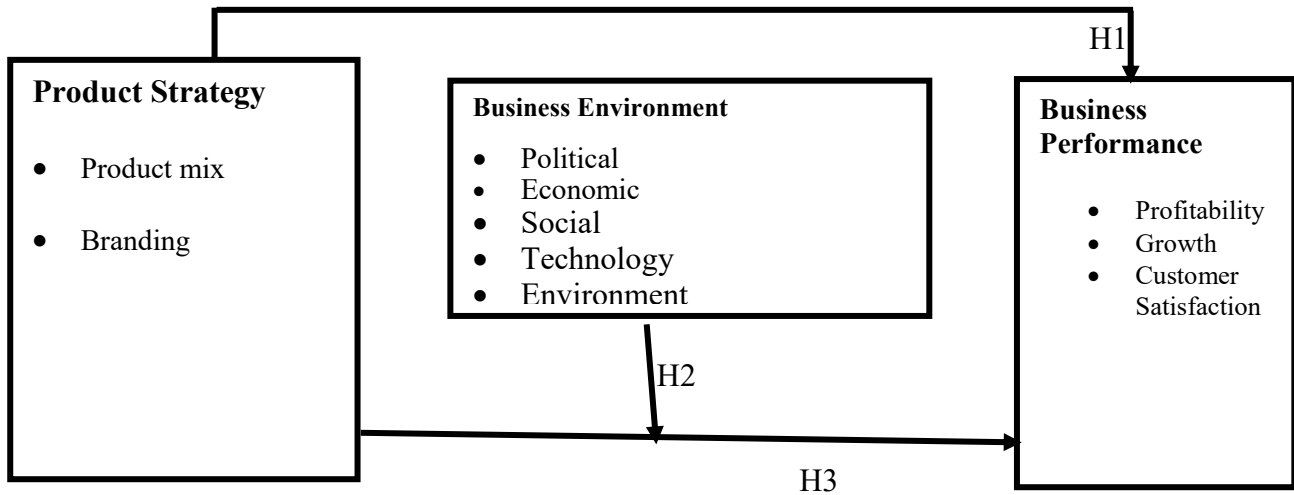 H1
Product Strategy
● Product mix
● Branding
Business Environment
● Political
● Economic
● Social
● Technology
● Environment
H2
H3
Business
Performance
● Profitability
● Growth
● Customer
Satisfaction